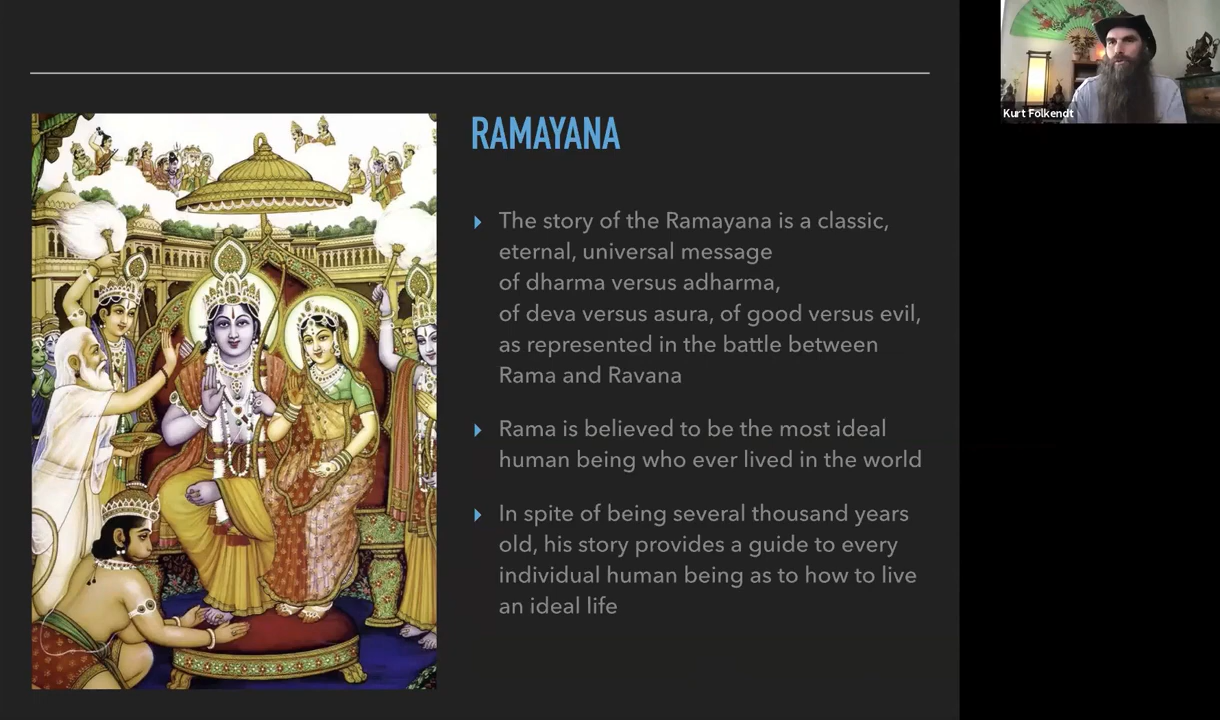 RAMAYANA
The story of the Ramayana is a classic,
eternal, universal message
of dharma versus adharma,
of deva versus asura, of good versus evil,
as represented in the battle between
Rama and Ravana
Rama is believed to be the most ideal
human being who ever lived in the world
In spite of being several thousand years
old, his story provides a guide to every
individual human being as to how to live
an ideal life
Kurt Folkendt